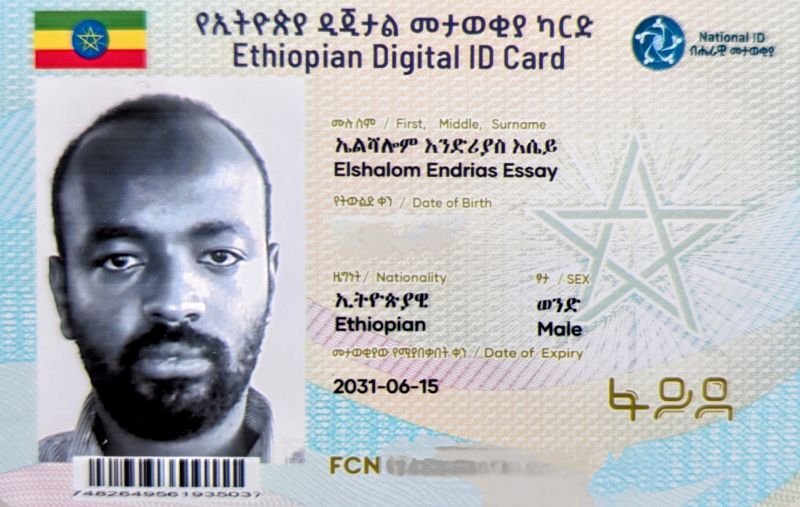 የኢትዮጵያ ዲጂታል መታወቂያ ካርድ
Ethiopian Digital ID Card
National ID
ብሔራዊ መታወቂያ
ሙሉ ስም / First, Middle, Surname
ኤልሻሎም እንድሪያስ እሴይ
Elshalom Endrias Essay
የትውልድ ቀን / Date of Birth
ዜግነት / Nationality
ፆታ / SEX
ኢትዮጵያዊ
ወንድ
Ethiopian
Male
መታወቂያው የሚያበቃበት ቀን / Date of Expiry
2031-06-15
ፋይዳ
FCN
7482649561935037